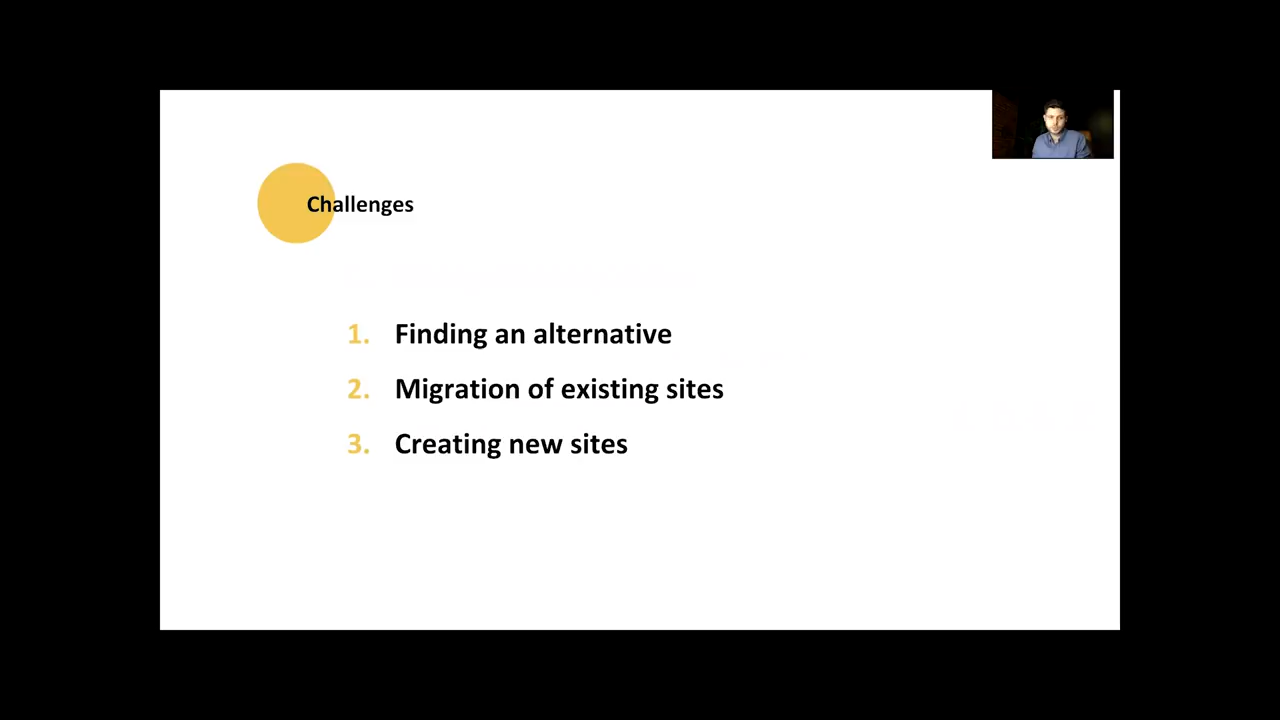 Challenges
1. Finding an alternative
2. Migration of existing sites
3. Creating new sites